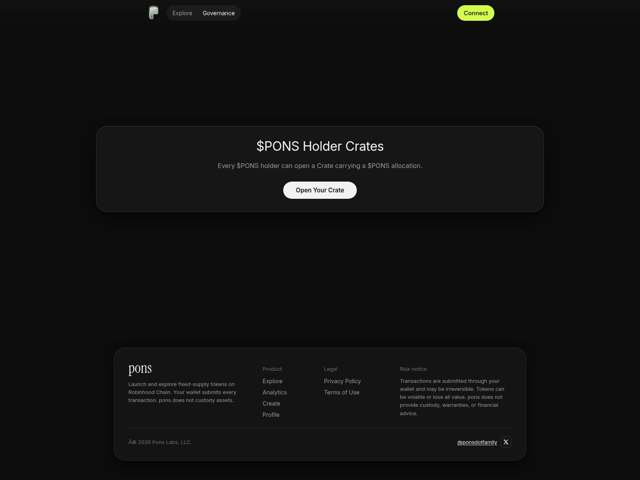 Explore Governance Connect
$PONS Holder Crates
Every $PONS holder can open a Crate carrying a $PONS allocation.
Open Your Crate
pons
Launch and explore fixed-supply tokens on
Robinhood Chain. Your wallet submits every
transaction. pons does not custody assets.
Product
Explore
Analytics
Create
Profile
Legal
Privacy Policy
Terms of Use
Risk notice
Transactions are submitted through your
wallet and may be irreversible. Tokens can
be volatile or lose all value. pons does not
provide custody, warranties, or financial
advice.
© 2026 Pons Labs, LLC.
@ponsdotfamily